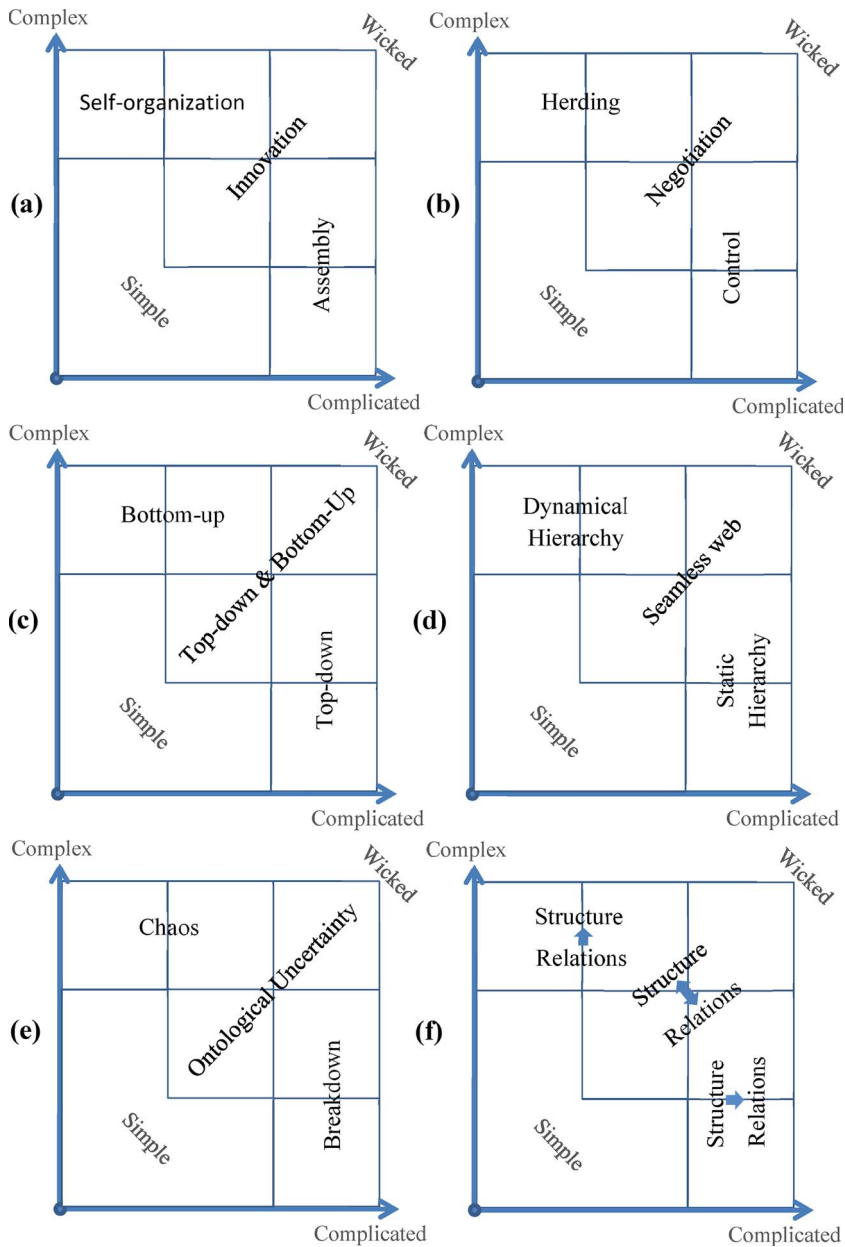 Complex
Wicked
Self-organization
Innovation
(a)
Assembly
Simple
Complicated
Complex
Wicked
Herding
Negotiation
(b)
Control
Simple
Complicated
Complex
Wicked
Bottom-up
Top-down & Bottom-Up
(c)
Top-down
Simple
Complicated
Complex
Wicked
Dynamical
Hierarchy
Seamless web
(d)
Static
Hierarchy
Simple
Complicated
Complex
Wicked
Chaos
Ontological Uncertainty
(e)
Breakdown
Simple
Complicated
Complex
Wicked
Structure
Relations
Structure
Relations
(f)
Structure
Relations
Simple
Complicated